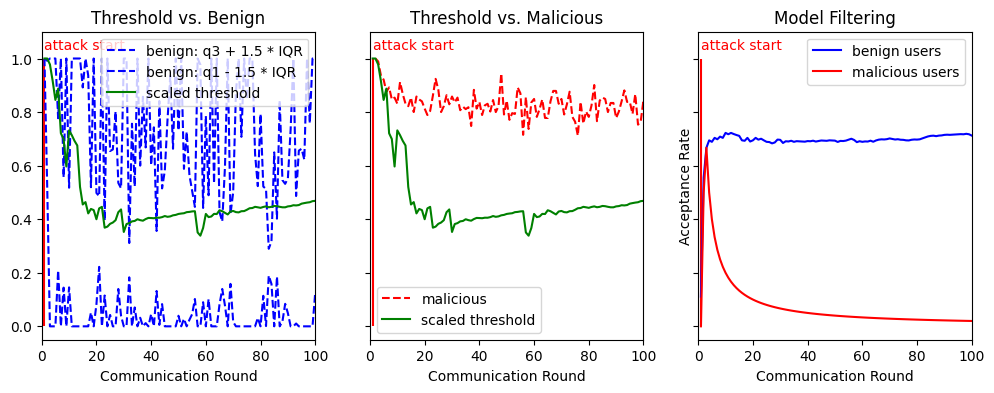 Threshold vs. Benign
attack start
benign: q3 + 1.5 * IQR
benign: q1 - 1.5 * IQR
scaled threshold
1.0
0.8
0.6
0.4
0.2
0.0
0 20 40 60 80 100
Communication Round
Threshold vs. Malicious
attack start
malicious
scaled threshold
0 20 40 60 80 100
Communication Round
Model Filtering
attack start
benign users
malicious users
Acceptance Rate
0 20 40 60 80 100
Communication Round